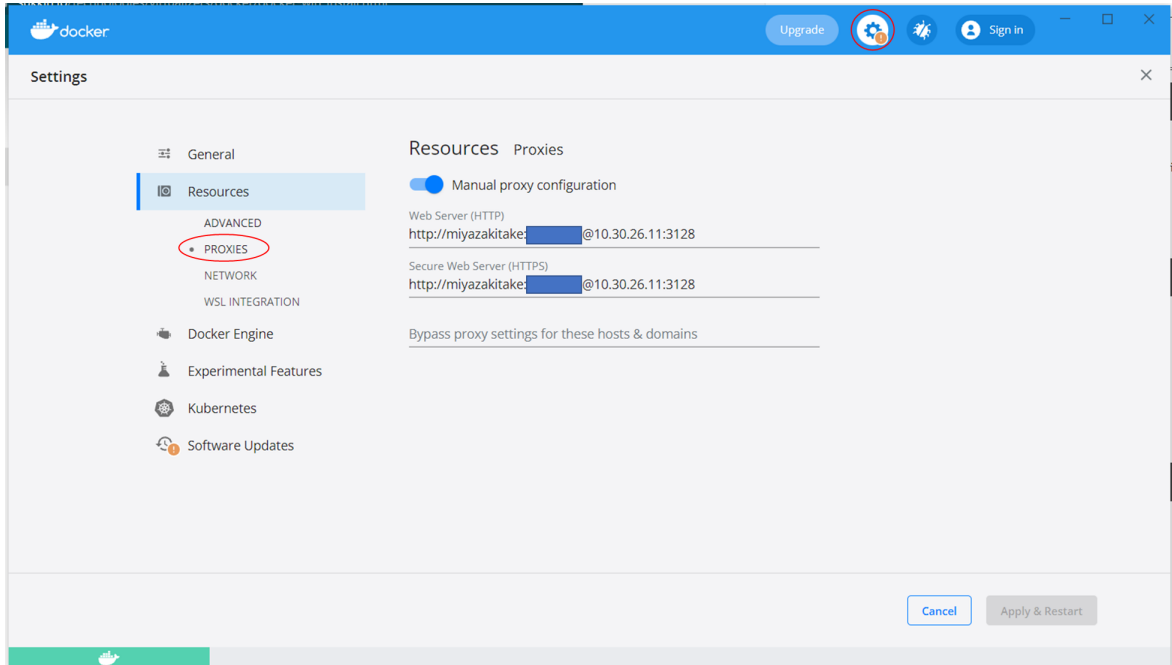 docker
Upgrade
Sign in
Settings
General
Resources
ADVANCED
PROXIES
NETWORK
WSL INTEGRATION
Docker Engine
Experimental Features
Kubernetes
Software Updates
Resources Proxies
Manual proxy configuration
Web Server (HTTP)
http://miyazakitake: @10.30.26.11:3128
Secure Web Server (HTTPS)
http://miyazakitake: @10.30.26.11:3128
Bypass proxy settings for these hosts & domains
Cancel
Apply & Restart